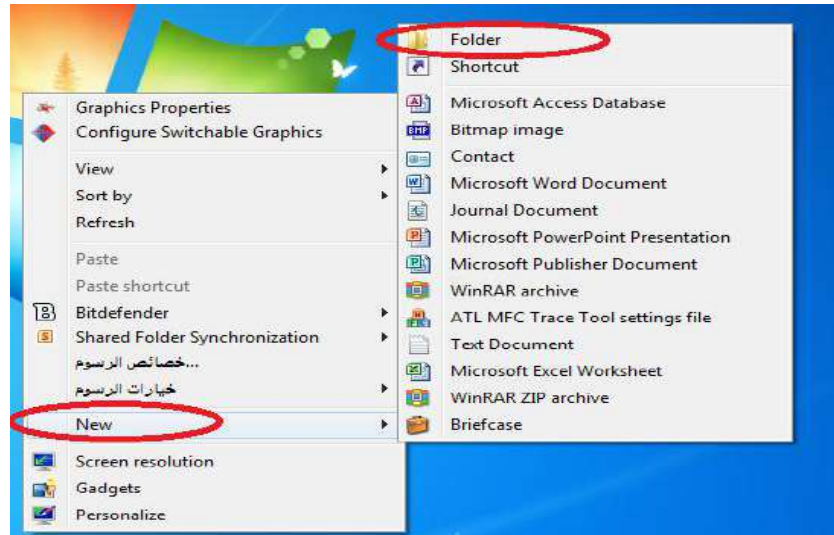 Graphics Properties
Configure Switchable Graphics
View
Sort by
Refresh
Paste
Paste shortcut
Bitdefender
Shared Folder Synchronization
خصائص الرسوم...
خيارات الرسوم
New
Screen resolution
Gadgets
Personalize
Folder
Shortcut
Microsoft Access Database
Bitmap image
Contact
Microsoft Word Document
Journal Document
Microsoft PowerPoint Presentation
Microsoft Publisher Document
WinRAR archive
ATL MFC Trace Tool settings file
Text Document
Microsoft Excel Worksheet
WinRAR ZIP archive
Briefcase